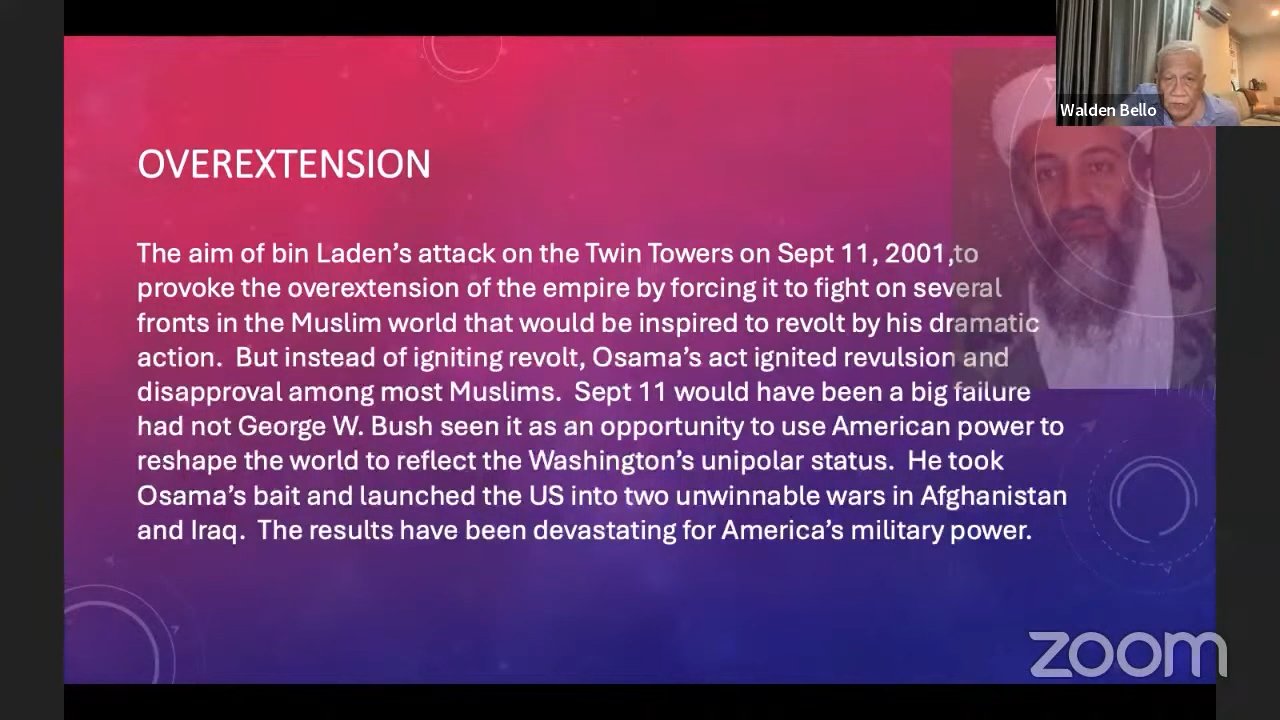 Walden Bello
OVEREXTENSION
The aim of bin Laden’s attack on the Twin Towers on Sept 11, 2001,to
provoke the overextension of the empire by forcing it to fight on several
fronts in the Muslim world that would be inspired to revolt by his dramatic
action.  But instead of igniting revolt, Osama’s act ignited revulsion and
disapproval among most Muslims.  Sept 11 would have been a big failure
had not George W. Bush seen it as an opportunity to use American power to
reshape the world to reflect the Washington’s unipolar status.  He took
Osama’s bait and launched the US into two unwinnable wars in Afghanistan
and Iraq.  The results have been devastating for America’s military power.
zoom